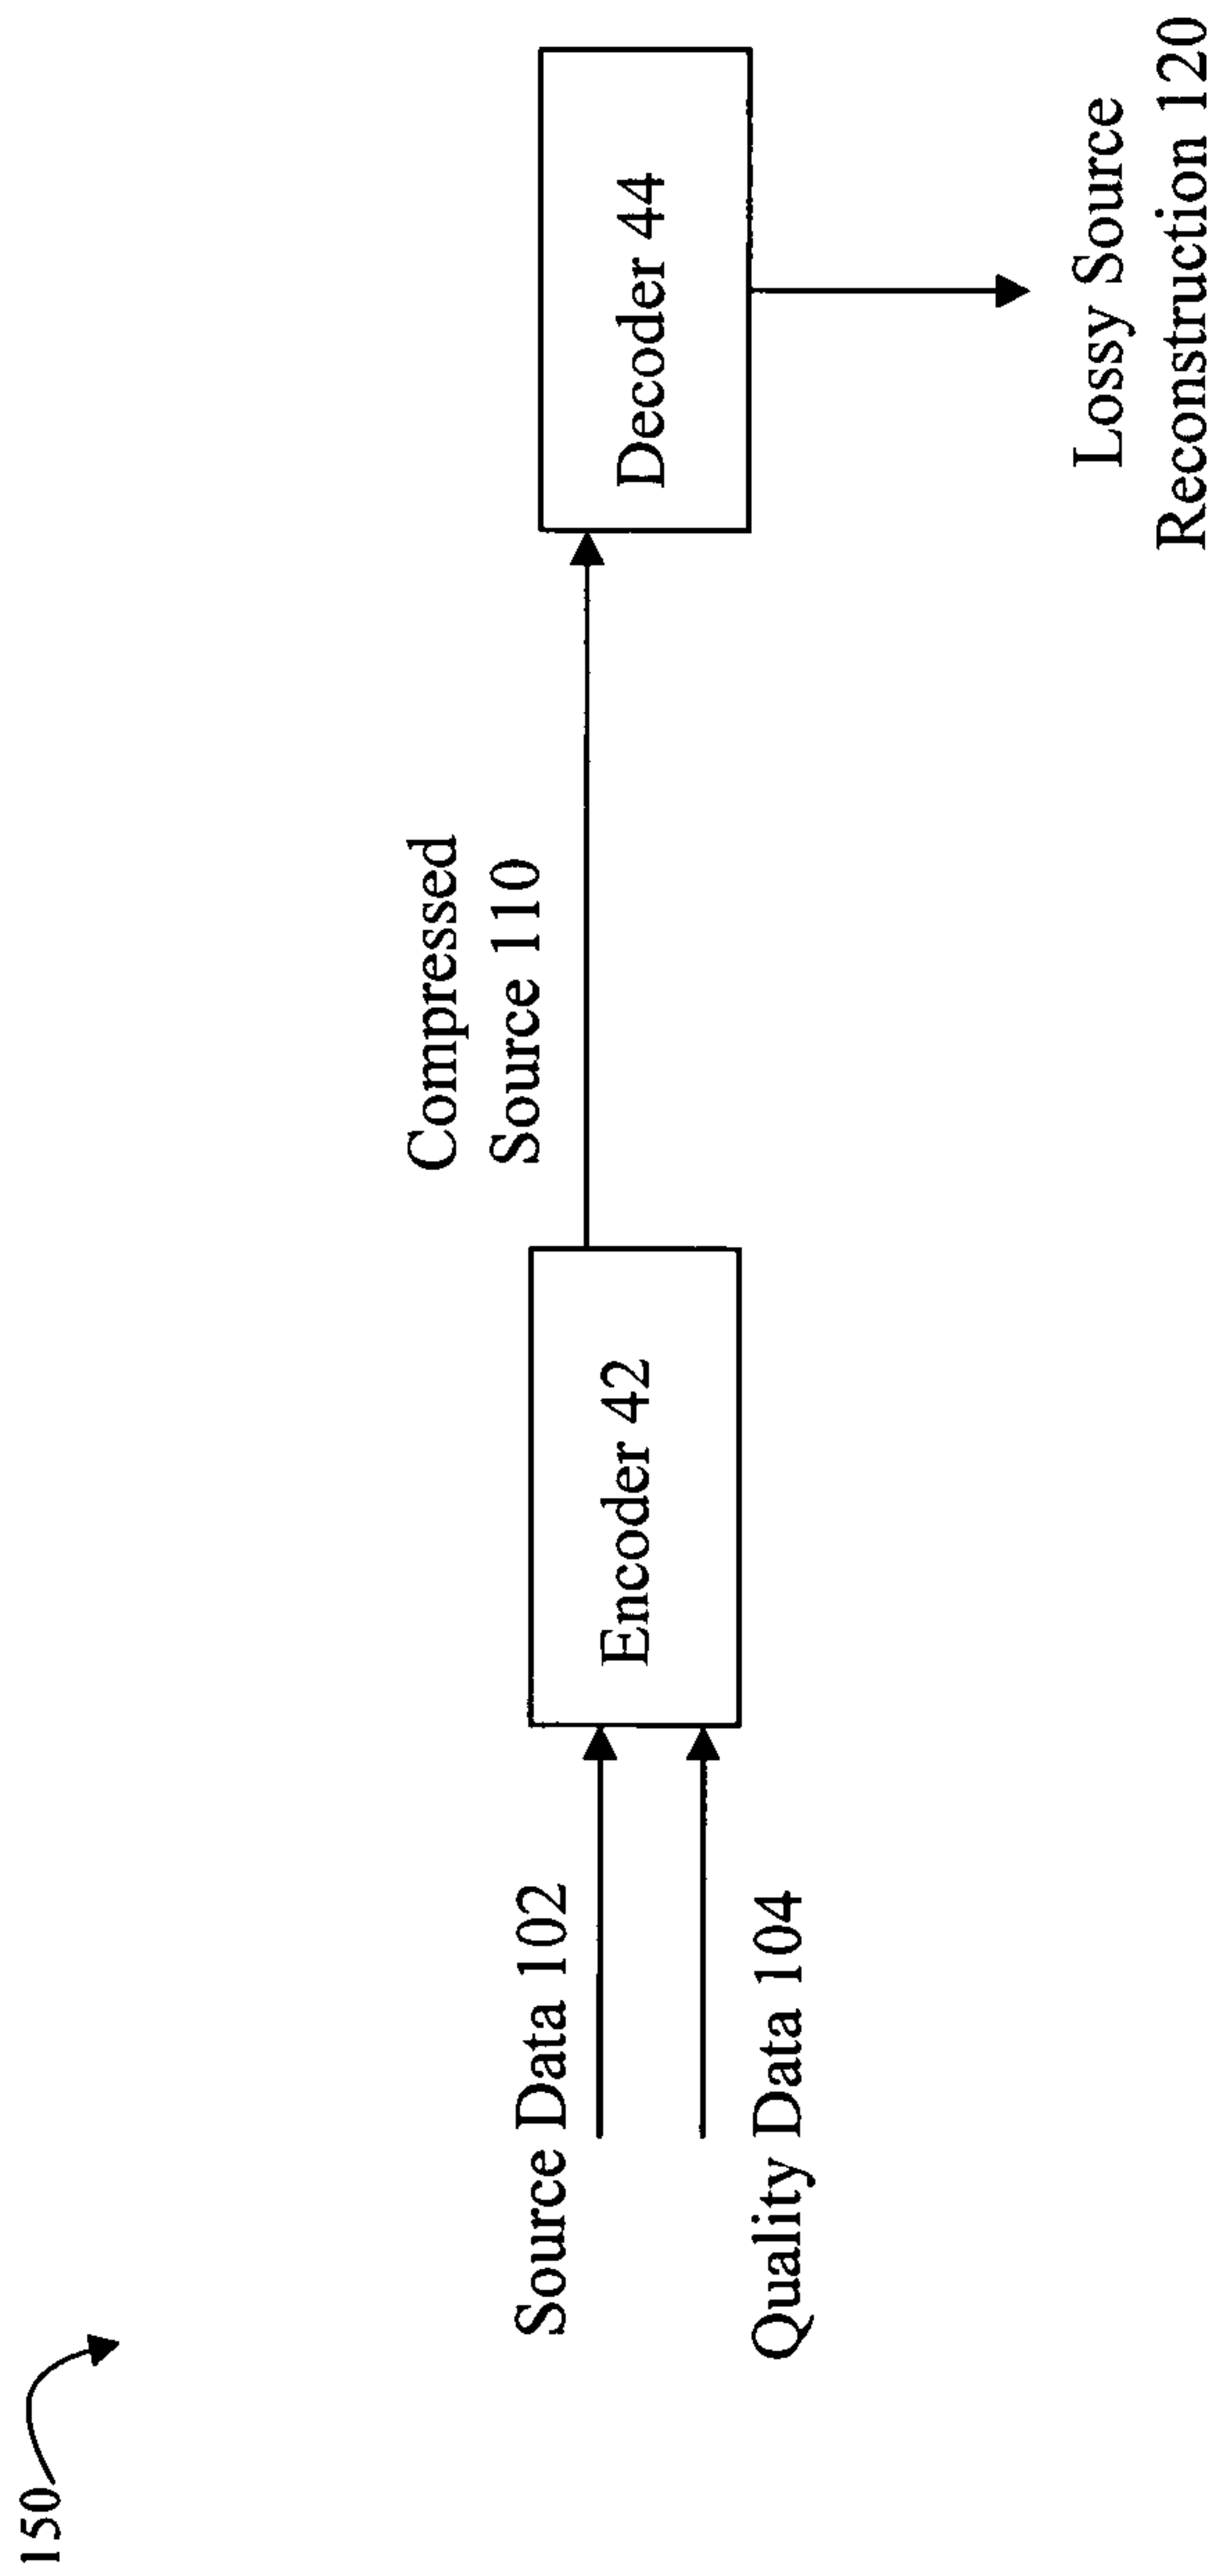 150
Source Data 102
Quality Data 104
Encoder 42
Compressed
Source 110
Decoder 44
Lossy Source
Reconstruction 120